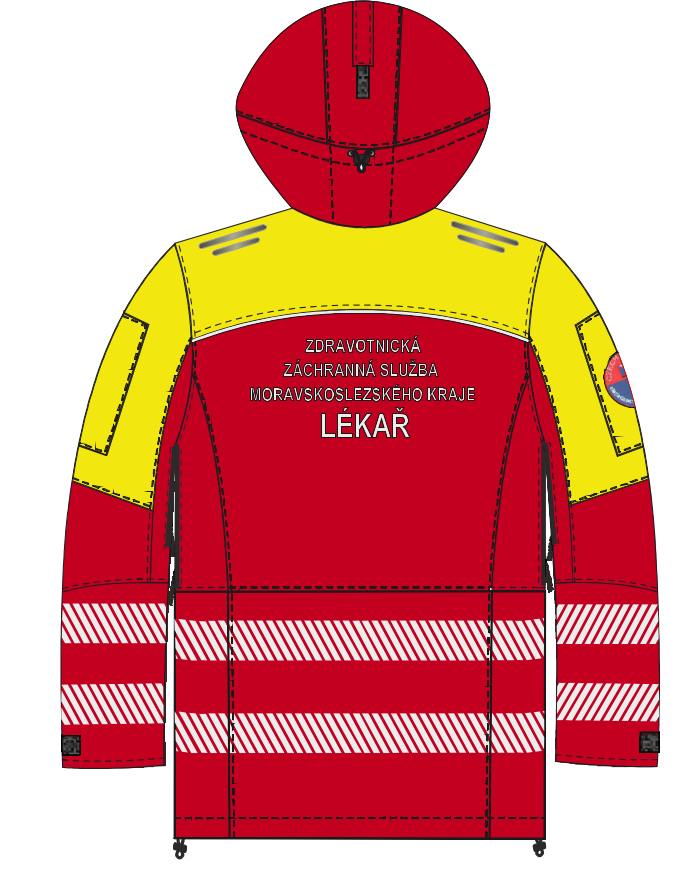 ZDRAVOTNICKÁ
ZÁCHRANNÁ SLUŽBA
MORAVSKOSLEZSKÉHO KRAJE
LÉKAŘ